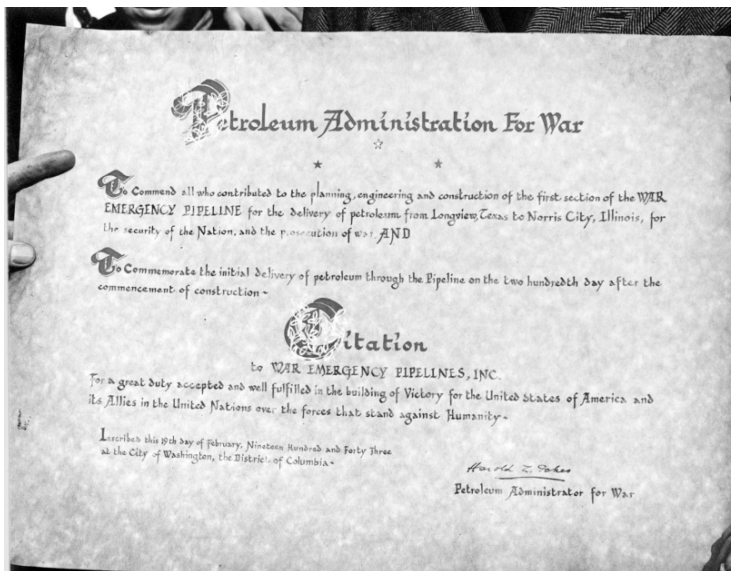 Petroleum Administration For War
To Commend all who contributed to the planning, engineering and construction of the first section of the WAR
EMERGENCY PIPELINE for the delivery of petroleum from Longview, Texas to Norris City, Illinois, for
the security of the Nation, and the prosecution of war, AND
To Commemorate the initial delivery of petroleum through the Pipeline on the two hundredth day after the
commencement of construction -
Citation
to WAR EMERGENCY PIPELINES, INC.
For a great duty accepted and well fulfilled in the building of Victory for the United States of America and
its Allies in the United Nations over the forces that stand against Humanity -
Inscribed this 19th day of February, Nineteen Hundred and Forty Three
at the City of Washington, the District of Columbia -
Harold L. Ickes
Petroleum Administrator for War